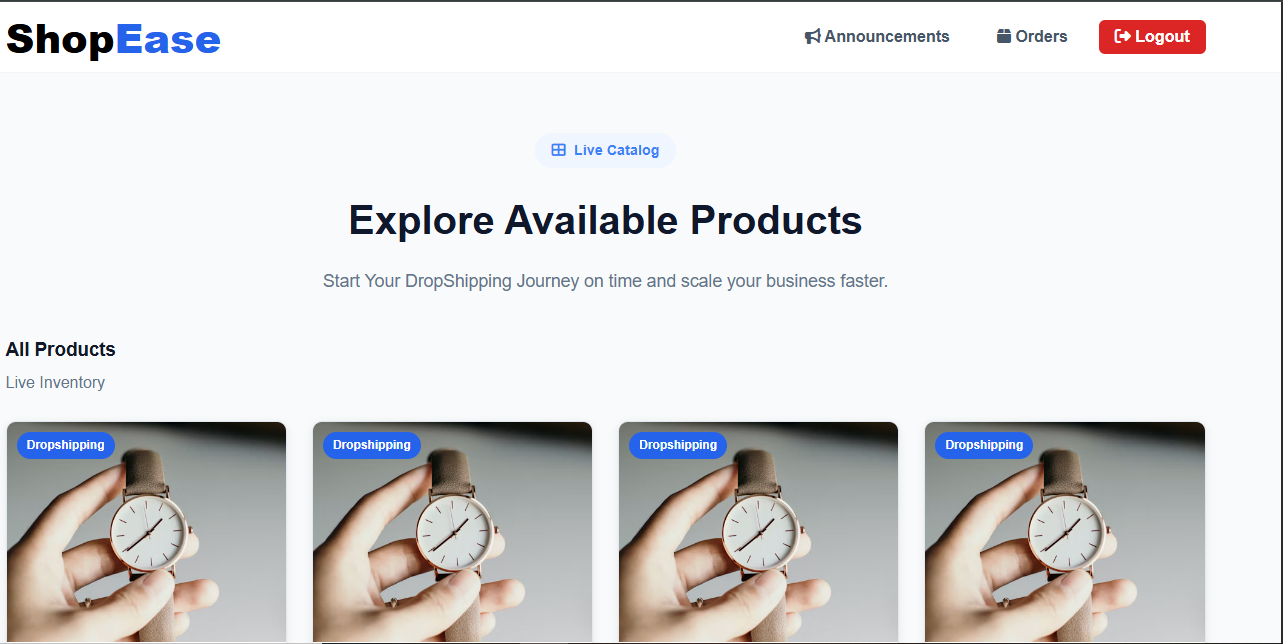 ShopEase
Announcements
Orders
Logout
Live Catalog
Explore Available Products
Start Your DropShipping Journey on time and scale your business faster.
All Products
Live Inventory
Dropshipping
Dropshipping
Dropshipping
Dropshipping